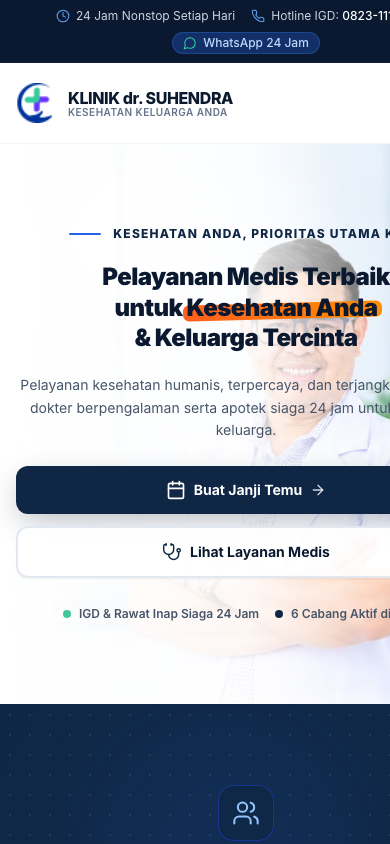 24 Jam Nonstop Setiap Hari Hotline IGD: 0823-11
WhatsApp 24 Jam
KLINIK dr. SUHENDRA
KESEHATAN KELUARGA ANDA
KESEHATAN ANDA, PRIORITAS UTAMA K
Pelayanan Medis Terbaik
untuk Kesehatan Anda
& Keluarga Tercinta
Pelayanan kesehatan humanis, terpercaya, dan terjangk
dokter berpengalaman serta apotek siaga 24 jam untu
keluarga.
Buat Janji Temu
Lihat Layanan Medis
IGD & Rawat Inap Siaga 24 Jam 6 Cabang Aktif di